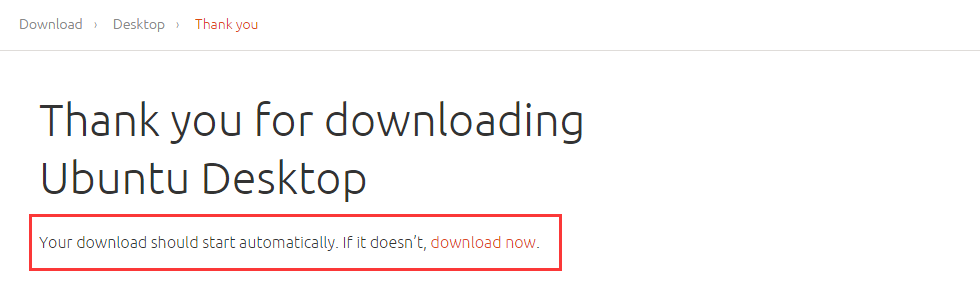 Download › Desktop › Thank you
Thank you for downloading
Ubuntu Desktop
Your download should start automatically. If it doesn’t, download now.